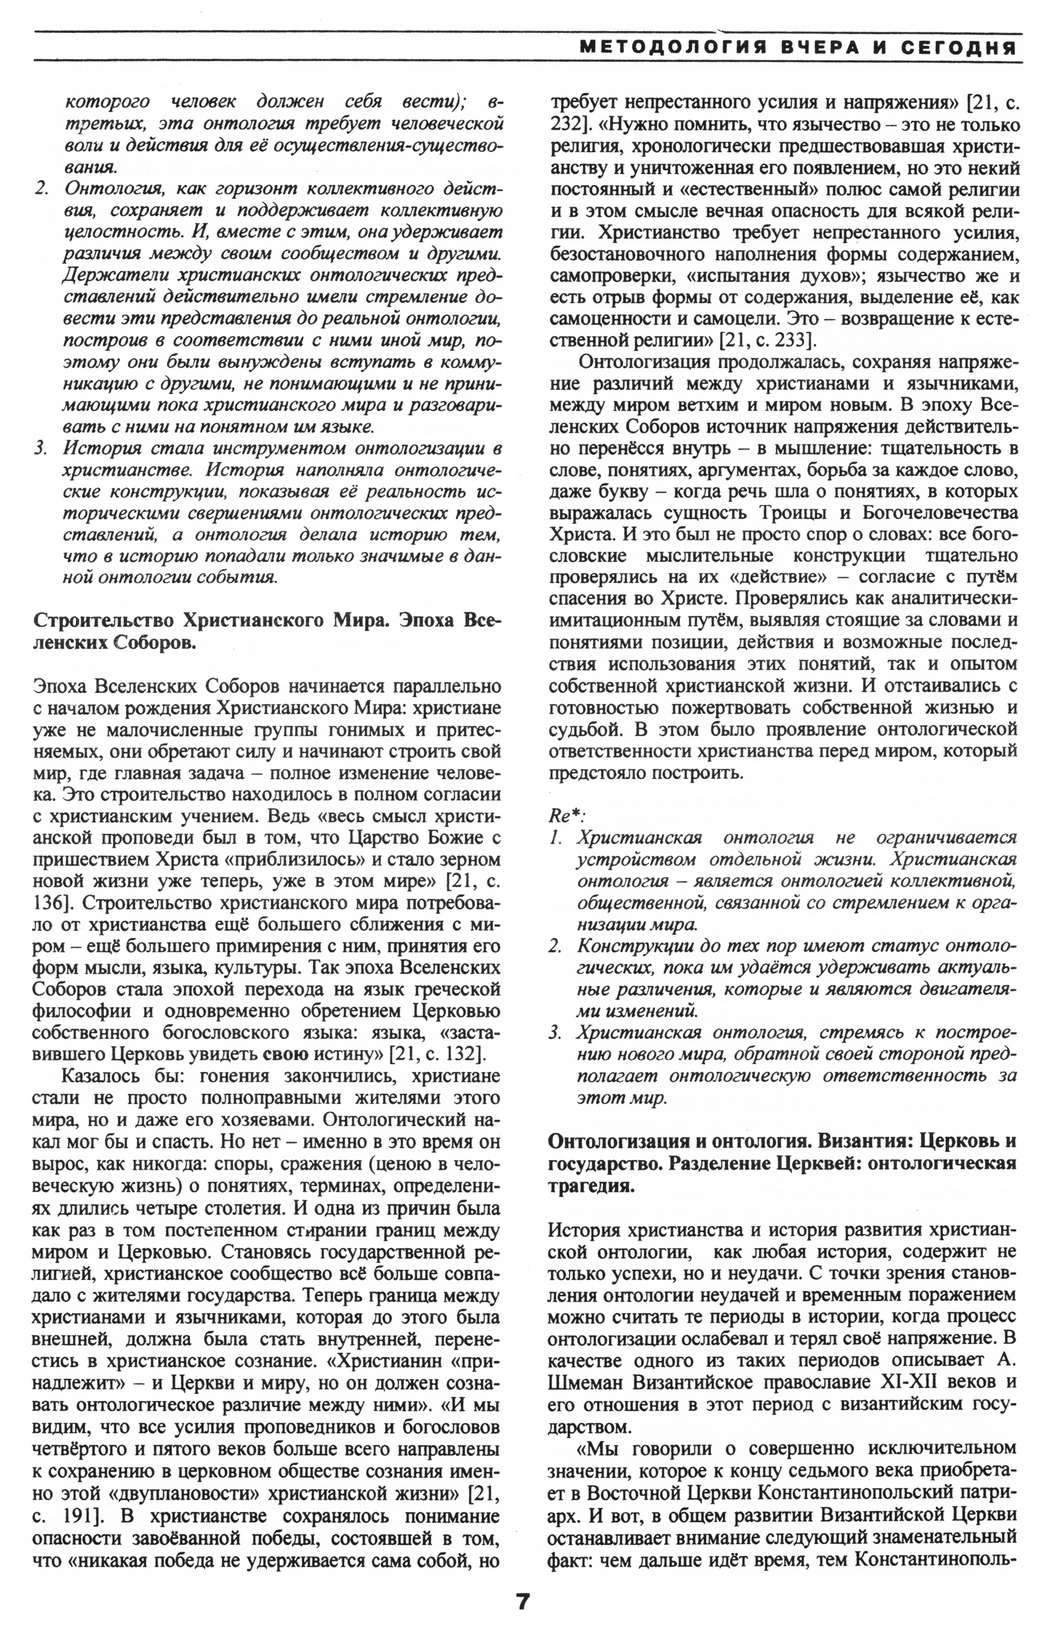 МЕТОДОЛОГИЯ ВЧЕРА И СЕГОДНЯ
которого человек должен себя вести); в-
третьих, эта онтология требует человеческой
воли и действия для её осуществления-существо-
вания.
2. Онтология, как горизонт коллективного дейст-
вия, сохраняет и поддерживает коллективную
целостность. И, вместе с этим, она удерживает
различия между своим сообществом и другими.
Держатели христианских онтологических пред-
ставлений действительно имели стремление до-
вести эти представления до реальной онтологии,
построив в соответствии с ними иной мир, по-
этому они были вынуждены вступать в комму-
никацию с другими, не понимающими и не прини-
мающими пока христианского мира и разговари-
вать с ними на понятном им языке.
3. История стала инструментом онтологизации в
христианстве. История наполняла онтологиче-
ские конструкции, показывая её реальность ис-
торическими свершениями онтологических пред-
ставлений, а онтология делала историю тем,
что в историю попадали только значимые в дан-
ной онтологии события.
Строительство Христианского Мира. Эпоха Все-
ленских Соборов.
Эпоха Вселенских Соборов начинается параллельно
с началом рождения Христианского Мира: христиане
уже не малочисленные группы гонимых и притес-
няемых, они обретают силу и начинают строить свой
мир, где главная задача – полное изменение челове-
ка. Это строительство находилось в полном согласии
с христианским учением. Ведь «весь смысл христи-
анской проповеди был в том, что Царство Божие с
пришествием Христа «приблизилось» и стало зерном
новой жизни уже теперь, уже в этом мире» [21, с.
136]. Строительство христианского мира потребова-
ло от христианства ещё большего сближения с ми-
ром – ещё большего примирения с ним, принятия его
форм мысли, языка, культуры. Так эпоха Вселенских
Соборов стала эпохой перехода на язык греческой
философии и одновременно обретением Церковью
собственного богословского языка: языка, «заста-
вившего Церковь увидеть свою истину» [21, с. 132].
Казалось бы: гонения закончились, христиане
стали не просто полноправными жителями этого
мира, но и даже его хозяевами. Онтологический на-
кал мог бы и спасть. Но нет – именно в это время он
вырос, как никогда: споры, сражения (ценою в чело-
веческую жизнь) о понятиях, терминах, определени-
ях длились четыре столетия. И одна из причин была
как раз в том постепенном стирании границ между
миром и Церковью. Становясь государственной ре-
лигией, христианское сообщество всё больше совпа-
дало с жителями государства. Теперь граница между
христианами и язычниками, которая до этого была
внешней, должна была стать внутренней, перене-
стись в христианское сознание. «Христианин «при-
надлежит» – и Церкви и миру, но он должен созна-
вать онтологическое различие между ними». «И мы
видим, что все усилия проповедников и богословов
четвёртого и пятого веков больше всего направлены
к сохранению в церковном обществе сознания имен-
но этой «двуплановости» христианской жизни» [21,
с. 191]. В христианстве сохранялось понимание
опасности завоёванной победы, состоявшей в том,
что «никакая победа не удерживается сама собой, но
требует непрестанного усилия и напряжения» [21, с.
232]. «Нужно помнить, что язычество – это не только
религия, хронологически предшествовавшая христи-
анству и уничтоженная его появлением, но это некий
постоянный и «естественный» полюс самой религии
и в этом смысле вечная опасность для всякой рели-
гии. Христианство требует непрестанного усилия,
безостановочного наполнения формы содержанием,
самопроверки, «испытания духов»; язычество же и
есть отрыв формы от содержания, выделение её, как
самоценности и самоцели. Это – возвращение к есте-
ственной религии» [21, с. 233].
Онтологизация продолжалась, сохраняя напряже-
ние различий между христианами и язычниками,
между миром ветхим и миром новым. В эпоху Все-
ленских Соборов источник напряжения действитель-
но перенёсся внутрь – в мышление: тщательность в
слове, понятиях, аргументах, борьба за каждое слово,
даже букву – когда речь шла о понятиях, в которых
выражалась сущность Троицы и Богочеловечества
Христа. И это был не просто спор о словах: все бого-
словские мыслительные конструкции тщательно
проверялись на их «действие» – согласие с путём
спасения во Христе. Проверялись как аналитически-
имитационным путём, выявляя стоящие за словами и
понятиями позиции, действия и возможные послед-
ствия использования этих понятий, так и опытом
собственной христианской жизни. И отстаивались с
готовностью пожертвовать собственной жизнью и
судьбой. В этом было проявление онтологической
ответственности христианства перед миром, который
предстояло построить.
Re*:
1. Христианская онтология не ограничивается
устройством отдельной жизни. Христианская
онтология – является онтологией коллективной,
общественной, связанной со стремлением к орга-
низации мира.
2. Конструкции до тех пор имеют статус онтоло-
гических, пока им удаётся удерживать актуаль-
ные различения, которые и являются двигателя-
ми изменений.
3. Христианская онтология, стремясь к построе-
нию нового мира, обратной своей стороной пред-
полагает онтологическую ответственность за
этот мир.
Онтологизация и онтология. Византия: Церковь и
государство. Разделение Церквей: онтологическая
трагедия.
История христианства и история развития христиан-
ской онтологии, как любая история, содержит не
только успехи, но и неудачи. С точки зрения станов-
ления онтологии неудачей и временным поражением
можно считать те периоды в истории, когда процесс
онтологизации ослабевал и терял своё напряжение. В
качестве одного из таких периодов описывает А.
Шмеман Византийское православие XI-XII веков и
его отношения в этот период с византийским госу-
дарством.
«Мы говорили о совершенно исключительном
значении, которое к концу седьмого века приобрета-
ет в Восточной Церкви Константинопольский патри-
арх. И вот, в общем развитии Византийской Церкви
останавливает внимание следующий знаменательный
факт: чем дальше идёт время, тем Константинополь-
7